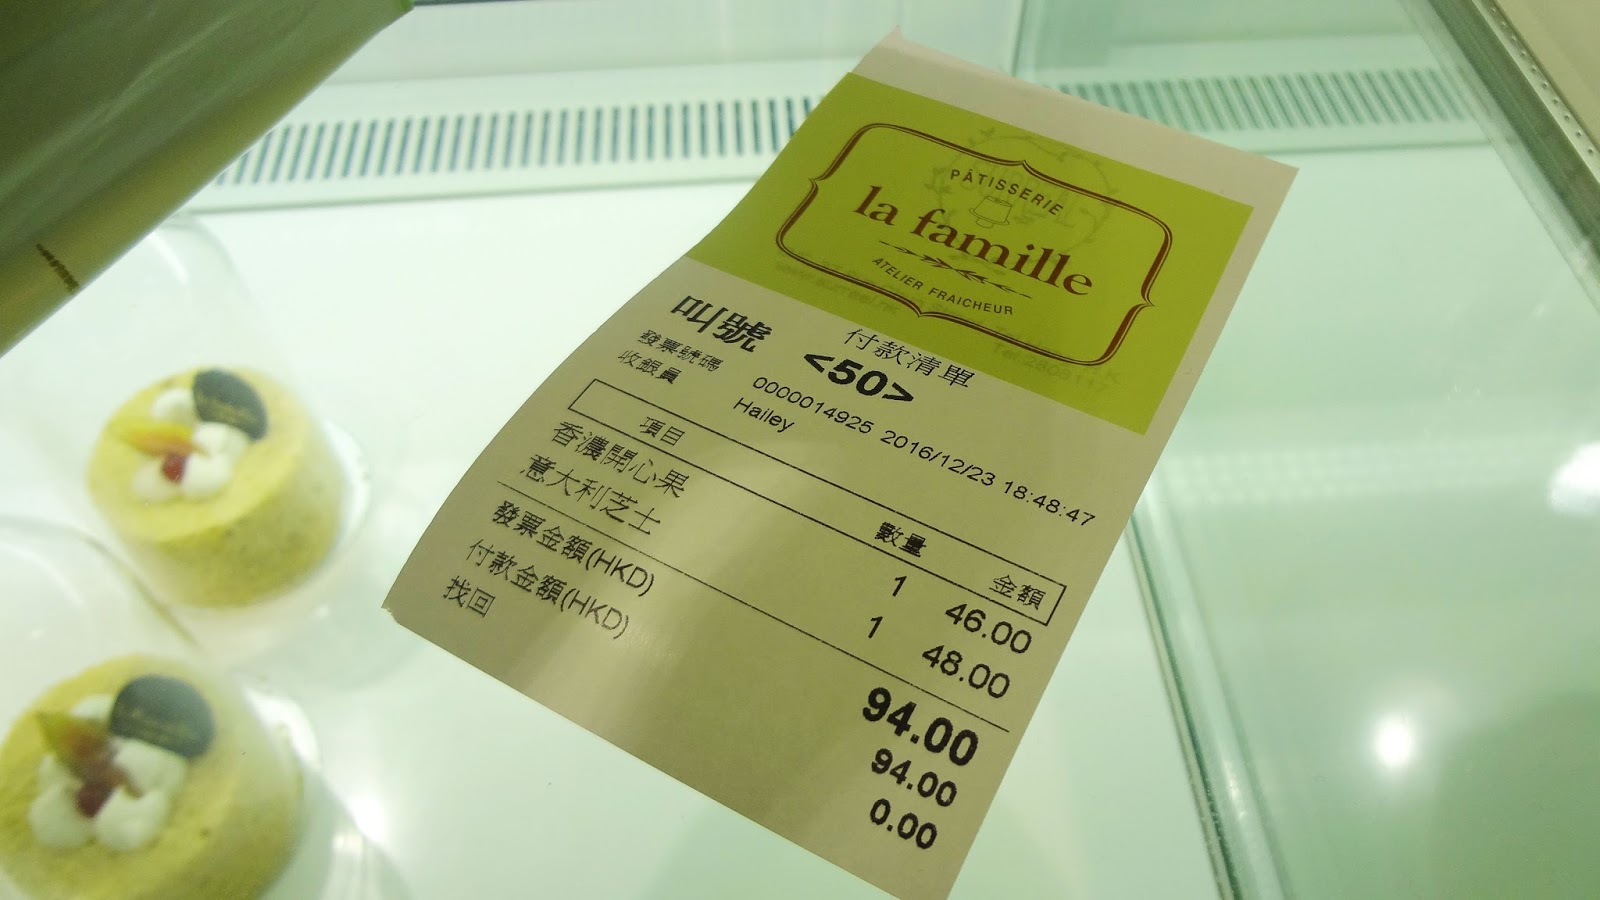 PÂTISSERIE
la famille
ATELIER FRAICHEUR
付款清單
叫號 <50>
發票號碼 0000014925 2016/12/23 18:48:47
收銀員 Hailey
項目 數量 金額
香濃開心果 1 46.00
意大利芝士 1 48.00
發票金額(HKD) 94.00
付款金額(HKD) 94.00
找回 0.00